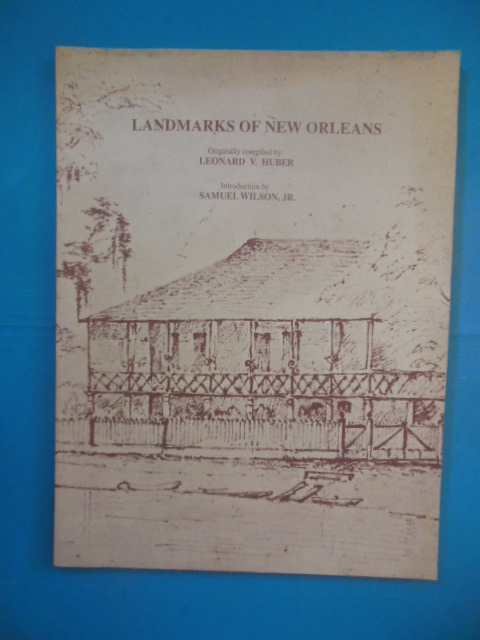 LANDMARKS OF NEW ORLEANS
Originally compiled by
LEONARD V. HUBER
Introduction by
SAMUEL WILSON, JR.